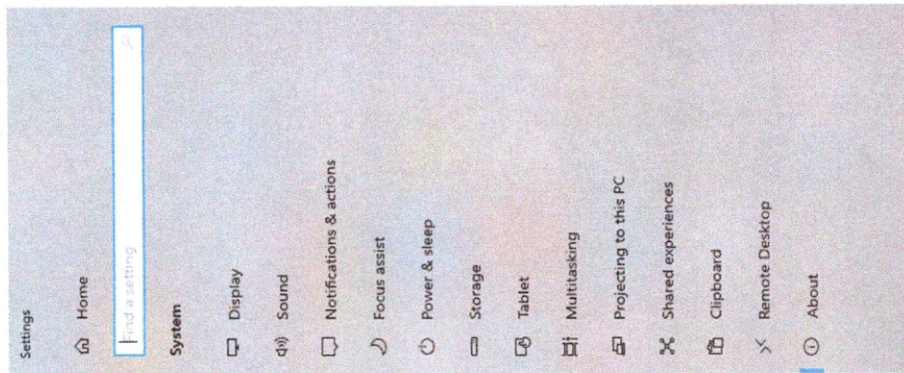 Settings
Home
Find a setting
System
Display
Sound
Notifications & actions
Focus assist
Power & sleep
Storage
Tablet
Multitasking
Projecting to this PC
Shared experiences
Clipboard
Remote Desktop
About